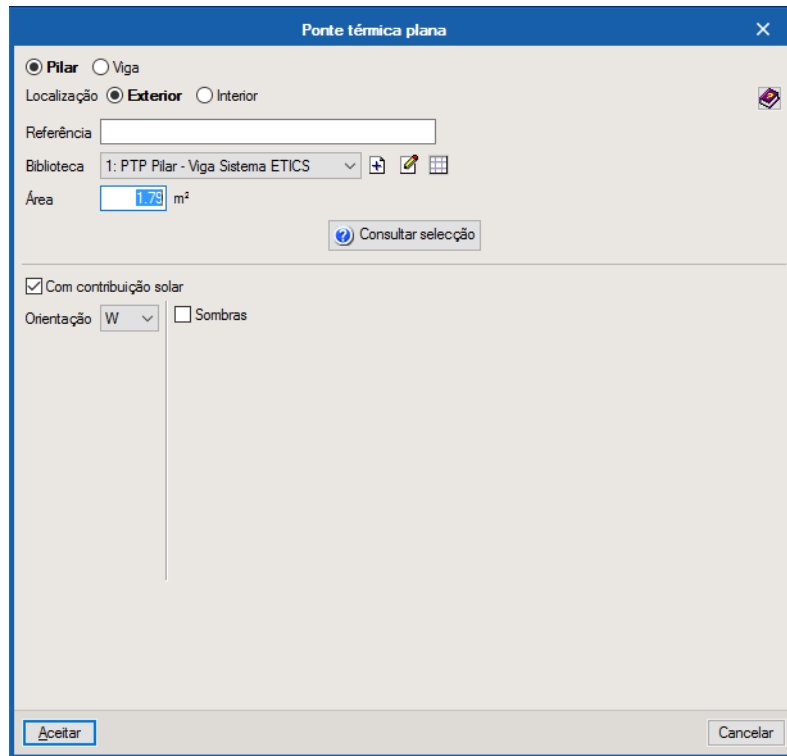 Ponte térmica plana
Pilar Viga
Localização Exterior Interior
Referência
Biblioteca 1: PTP Pilar - Viga Sistema ETICS
Área 1.79 m²
Consultar selecção
Com contribuição solar
Orientação W Sombras
Aceitar Cancelar